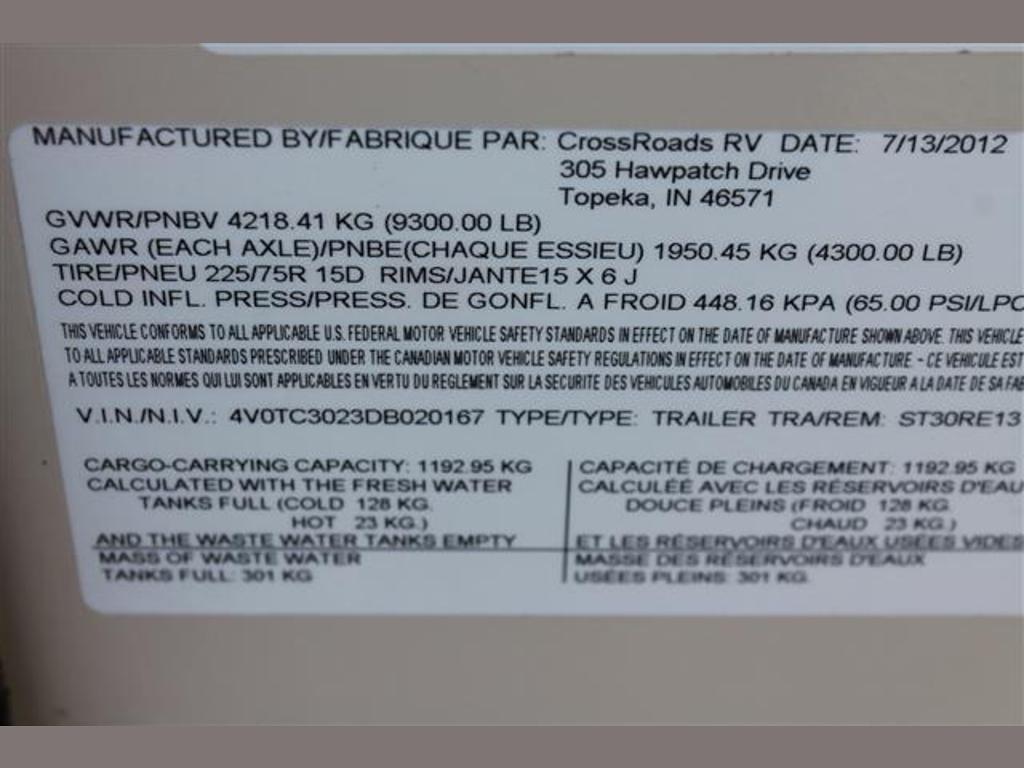 MANUFACTURED BY/FABRIQUE PAR: CrossRoads RV DATE: 7/13/2012
305 Hawpatch Drive
Topeka, IN 46571
GVWR/PNBV 4218.41 KG (9300.00 LB)
GAWR (EACH AXLE)/PNBE(CHAQUE ESSIEU) 1950.45 KG (4300.00 LB)
TIRE/PNEU 225/75R 15D RIMS/JANTE15 X 6 J
COLD INFL. PRESS/PRESS. DE GONFL. A FROID 448.16 KPA (65.00 PSI/LPC
THIS VEHICLE CONFORMS TO ALL APPLICABLE U.S. FEDERAL MOTOR VEHICLE SAFETY STANDARDS IN EFFECT ON THE DATE OF MANUFACTURE SHOWN ABOVE. THIS VEHICLE
TO ALL APPLICABLE STANDARDS PRESCRIBED UNDER THE CANADIAN MOTOR VEHICLE SAFETY REGULATIONS IN EFFECT ON THE DATE OF MANUFACTURE. - CE VEHICULE EST
A TOUTES LES NORMES QUI LUI SONT APPLICABLES EN VERTU DU REGLEMENT SUR LA SECURITE DES VEHICULES AUTOMOBILES DU CANADA EN VIGUEUR A LA DATE DE SA FAB
V.I.N./N.I.V.: 4V0TC3023DB020167 TYPE/TYPE: TRAILER TRA/REM: ST30RE13
CARGO-CARRYING CAPACITY: 1192.95 KG
CALCULATED WITH THE FRESH WATER
TANKS FULL (COLD 128 KG.
HOT 23 KG.)
AND THE WASTE WATER TANKS EMPTY
MASS OF WASTE WATER
TANKS FULL: 301 KG
CAPACITÉ DE CHARGEMENT: 1192.95 KG
CALCULÉE AVEC LES RÉSERVOIRS D'EAU
DOUCE PLEINS (FROID 128 KG.
CHAUD 23 KG.)
ET LES RÉSERVOIRS D'EAUX USÉES VIDES
MASSE DES RÉSERVOIRS D'EAUX
USÉES PLEINS: 301 KG.